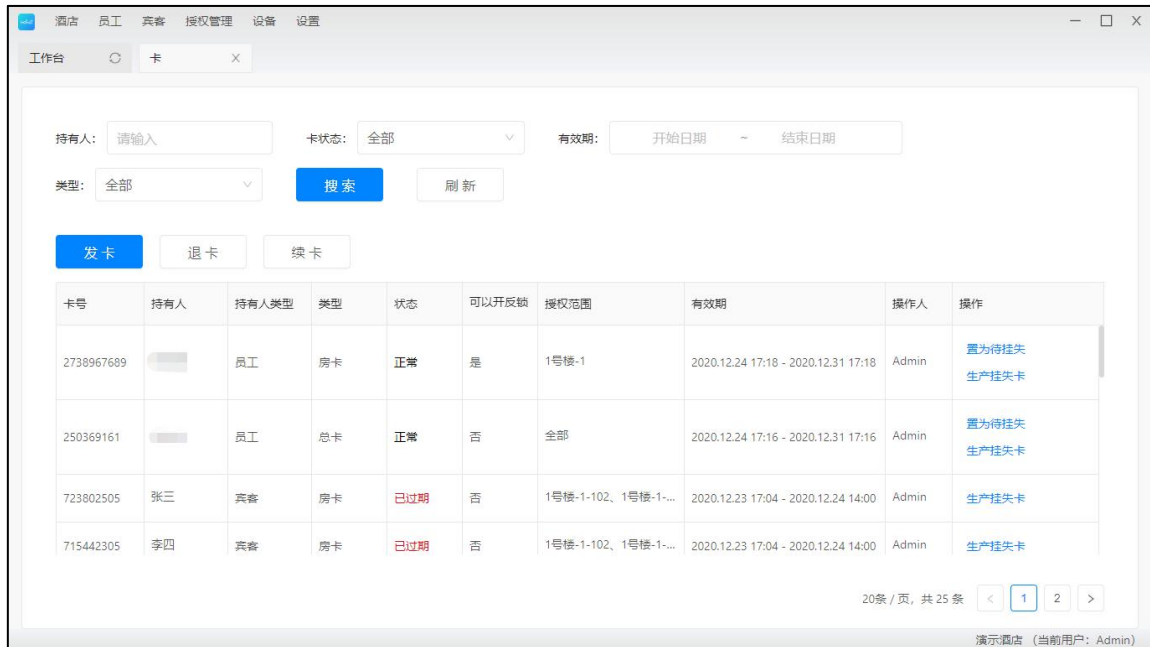 酒店 员工 宾客 授权管理 设备 设置
工作台 卡
持有人: 请输入 卡状态: 全部 有效期: 开始日期 ~ 结束日期
类型: 全部 搜索 刷新
发卡 退卡 续卡
卡号 持有人 持有人类型 类型 状态 可以开反锁 授权范围 有效期 操作人 操作
2738967689 员工 房卡 正常 是 1号楼-1 2020.12.24 17:18 - 2020.12.31 17:18 Admin 置为待挂失
生产挂失卡
250369161 员工 总卡 正常 否 全部 2020.12.24 17:16 - 2020.12.31 17:16 Admin 置为待挂失
生产挂失卡
723802505 张三 宾客 房卡 已过期 否 1号楼-1-102、1号楼-1-... 2020.12.23 17:04 - 2020.12.24 14:00 Admin 生产挂失卡
715442305 李四 宾客 房卡 已过期 否 1号楼-1-102、1号楼-1-... 2020.12.23 17:04 - 2020.12.24 14:00 Admin 生产挂失卡
20条 / 页, 共 25 条 < 1 2 >
演示酒店 (当前用户: Admin)